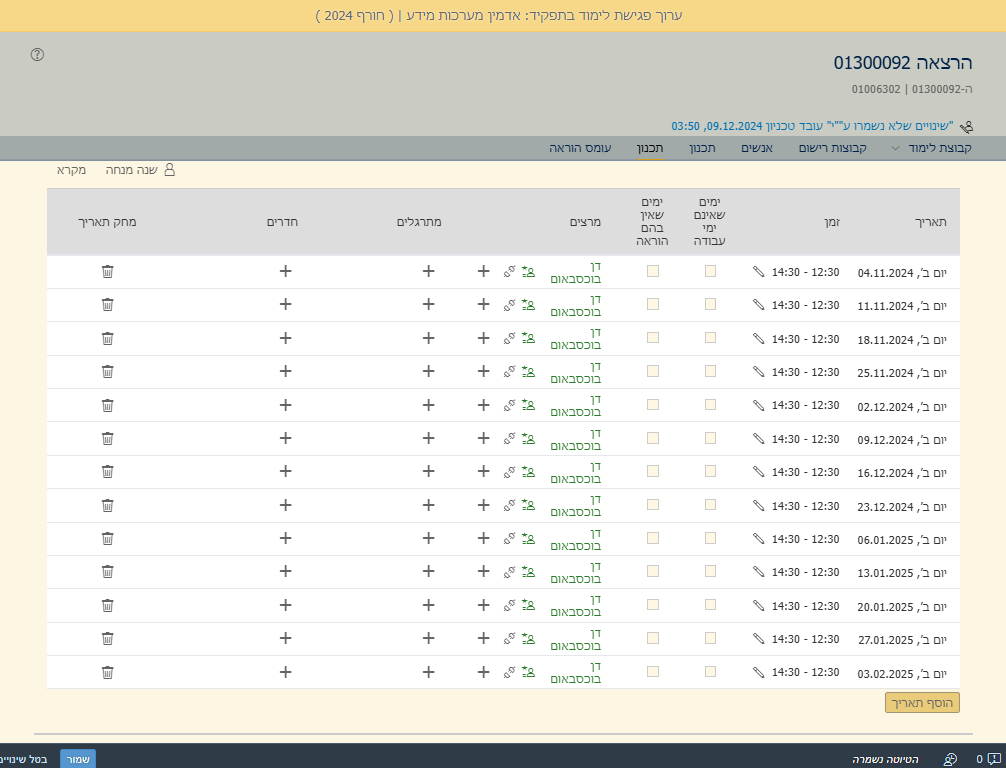 ערוך פגישת לימוד בתפקיד: אדמין מערכות מידע | ( חורף 2024 )
הרצאה 01300092
ה-01300092 | 01006302
"שינויים שלא נשמרו ע""י" עובד טכניון 09.12.2024, 03:50
קבוצת לימוד קבוצות רישום אנשים תכנון תכנון עומס הוראה
שנה מנחה מקרא
תאריך זמן ימים שאינם ימי עבודה ימים שאין בהם הוראה מרצים מתרגלים חדרים מחק תאריך
יום ב', 04.11.2024 12:30 - 14:30 דן בוכסבאום
יום ב', 11.11.2024 12:30 - 14:30 דן בוכסבאום
יום ב', 18.11.2024 12:30 - 14:30 דן בוכסבאום
יום ב', 25.11.2024 12:30 - 14:30 דן בוכסבאום
יום ב', 02.12.2024 12:30 - 14:30 דן בוכסבאום
יום ב', 09.12.2024 12:30 - 14:30 דן בוכסבאום
יום ב', 16.12.2024 12:30 - 14:30 דן בוכסבאום
יום ב', 23.12.2024 12:30 - 14:30 דן בוכסבאום
יום ב', 06.01.2025 12:30 - 14:30 דן בוכסבאום
יום ב', 13.01.2025 12:30 - 14:30 דן בוכסבאום
יום ב', 20.01.2025 12:30 - 14:30 דן בוכסבאום
יום ב', 27.01.2025 12:30 - 14:30 דן בוכסבאום
יום ב', 03.02.2025 12:30 - 14:30 דן בוכסבאום
הוסף תאריך
0 הטיוטה נשמרה שמור בטל שינויים